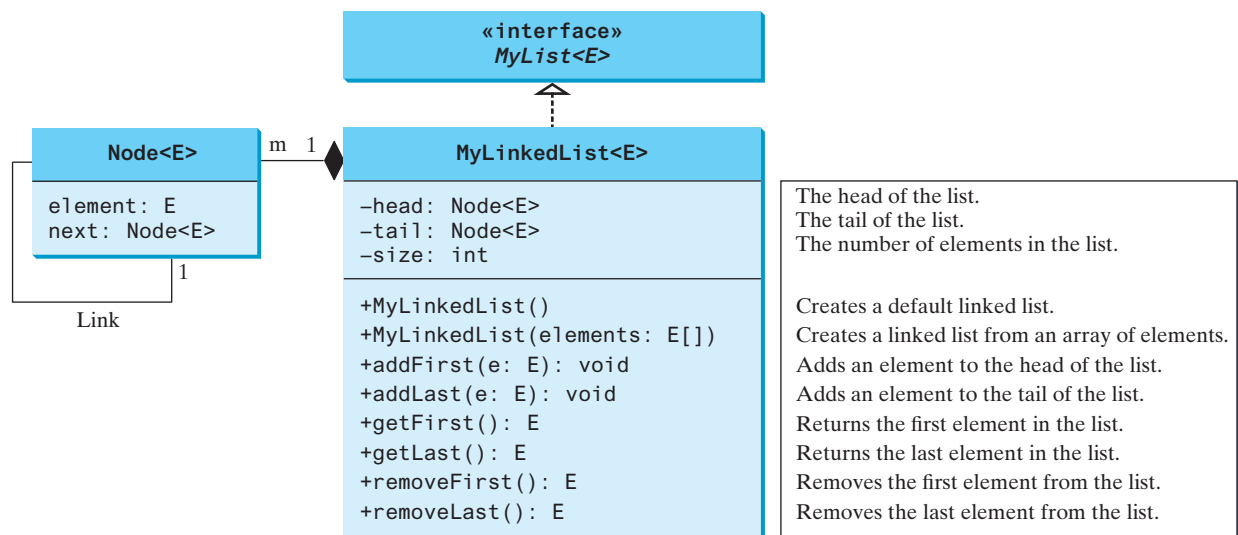 «interface»
MyList<E>
Node<E>
m 1
MyLinkedList<E>
element: E
next: Node<E>
1
Link
–head: Node<E>
–tail: Node<E>
–size: int
The head of the list.
The tail of the list.
The number of elements in the list.
+MyLinkedList()
+MyLinkedList(elements: E[])
+addFirst(e: E): void
+addLast(e: E): void
+getFirst(): E
+getLast(): E
+removeFirst(): E
+removeLast(): E
Creates a default linked list.
Creates a linked list from an array of elements.
Adds an element to the head of the list.
Adds an element to the tail of the list.
Returns the first element in the list.
Returns the last element in the list.
Removes the first element from the list.
Removes the last element from the list.